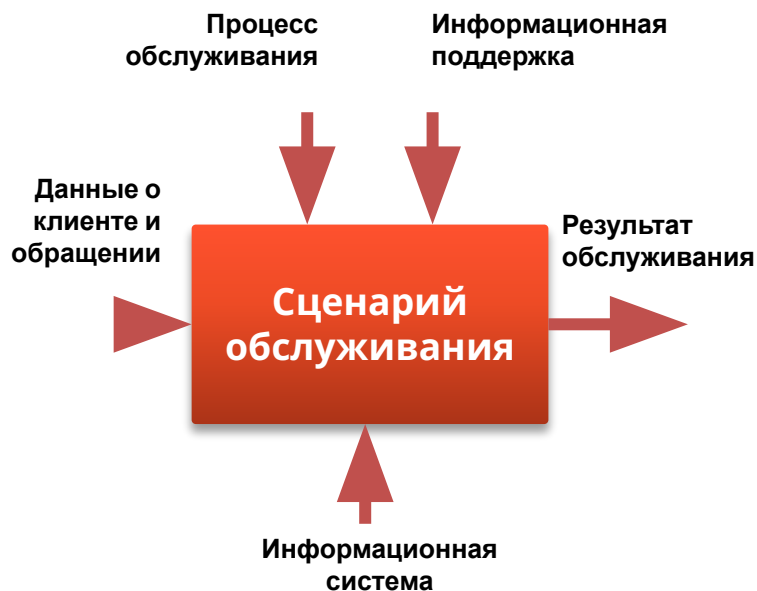 Процесс
обслуживания
Информационная
поддержка
Данные о
клиенте и
обращении
Сценарий
обслуживания
Результат
обслуживания
Информационная
система